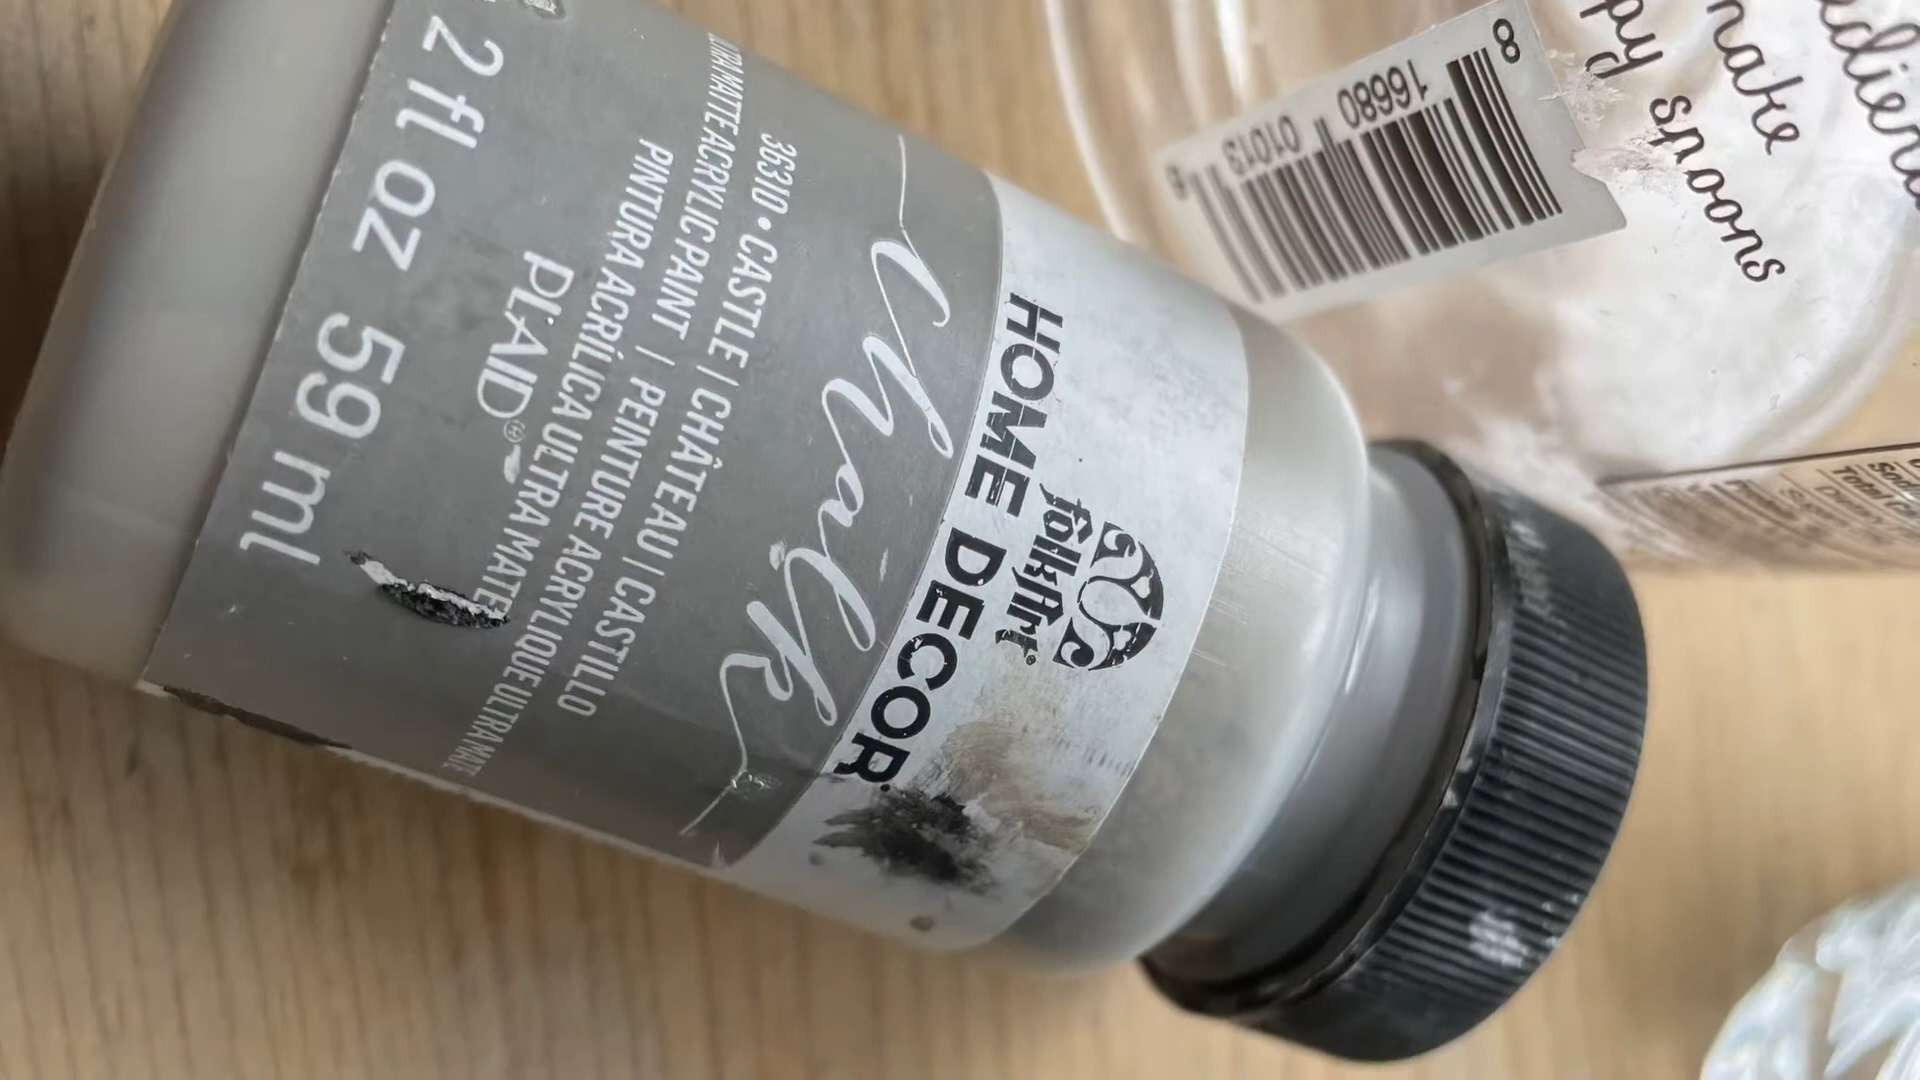 folkArt®
HOME DECOR
Chalk
36310 • CASTLE | CHÂTEAU | CASTILLO
ULTRA MATTE ACRYLIC PAINT | PEINTURE ACRYLIQUE ULTRA MATE
PINTURA ACRÍLICA ULTRA MATE
PLAID®
2 fl oz 59 ml
8 16680 01013 6
make
spoons